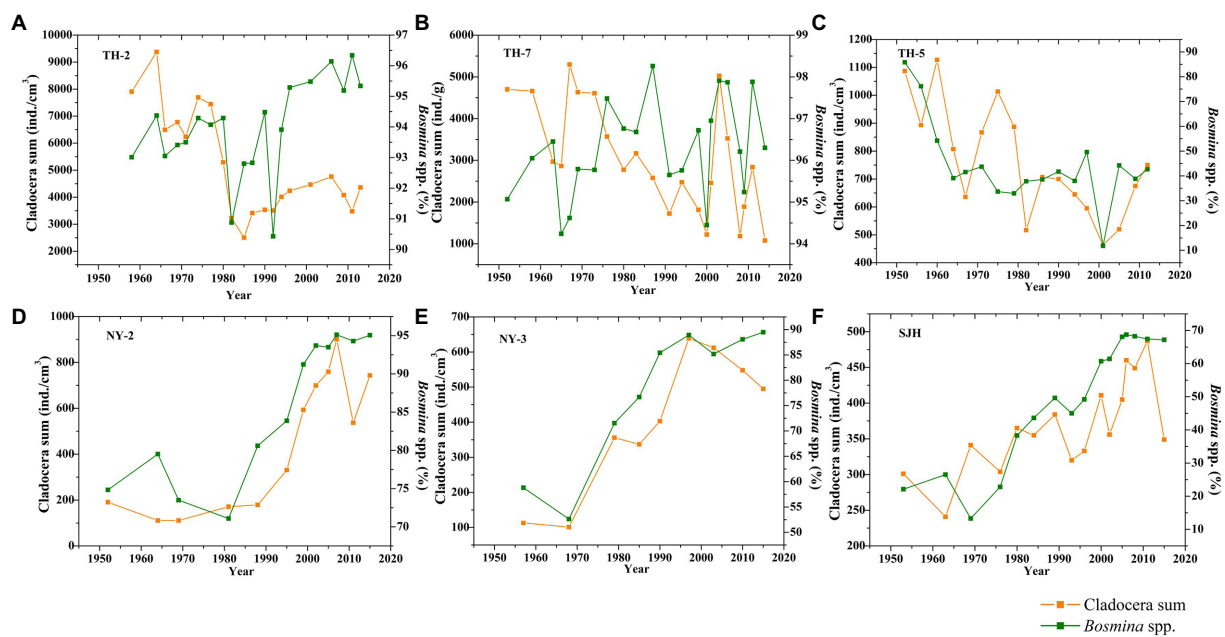 A
TH-2
Cladocera sum (ind./cm³)
10000
9000
8000
7000
6000
5000
4000
3000
2000
97
96
95
94
93
92
91
90
Bosmina spp. (%)
1950 1960 1970 1980 1990 2000 2010 2020
Year
B
TH-7
Cladocera sum (ind./g)
6000
5000
4000
3000
2000
1000
99
98
97
96
95
94
Bosmina spp. (%)
1950 1960 1970 1980 1990 2000 2010 2020
Year
C
TH-5
Cladocera sum (ind./cm³)
1200
1100
1000
900
800
700
600
500
400
90
80
70
60
50
40
30
20
10
Bosmina spp. (%)
1950 1960 1970 1980 1990 2000 2010 2020
Year
D
NY-2
Cladocera sum (ind./cm³)
1000
800
600
400
200
0
95
90
85
80
75
70
Bosmina spp. (%)
1950 1960 1970 1980 1990 2000 2010 2020
Year
E
NY-3
Cladocera sum (ind./cm³)
700
600
500
400
300
200
100
90
85
80
75
70
65
60
55
50
Bosmina spp. (%)
1950 1960 1970 1980 1990 2000 2010 2020
Year
F
SJH
Cladocera sum (ind./cm³)
500
450
400
350
300
250
200
70
60
50
40
30
20
10
Bosmina spp. (%)
1950 1960 1970 1980 1990 2000 2010 2020
Year
Cladocera sum
Bosmina spp.